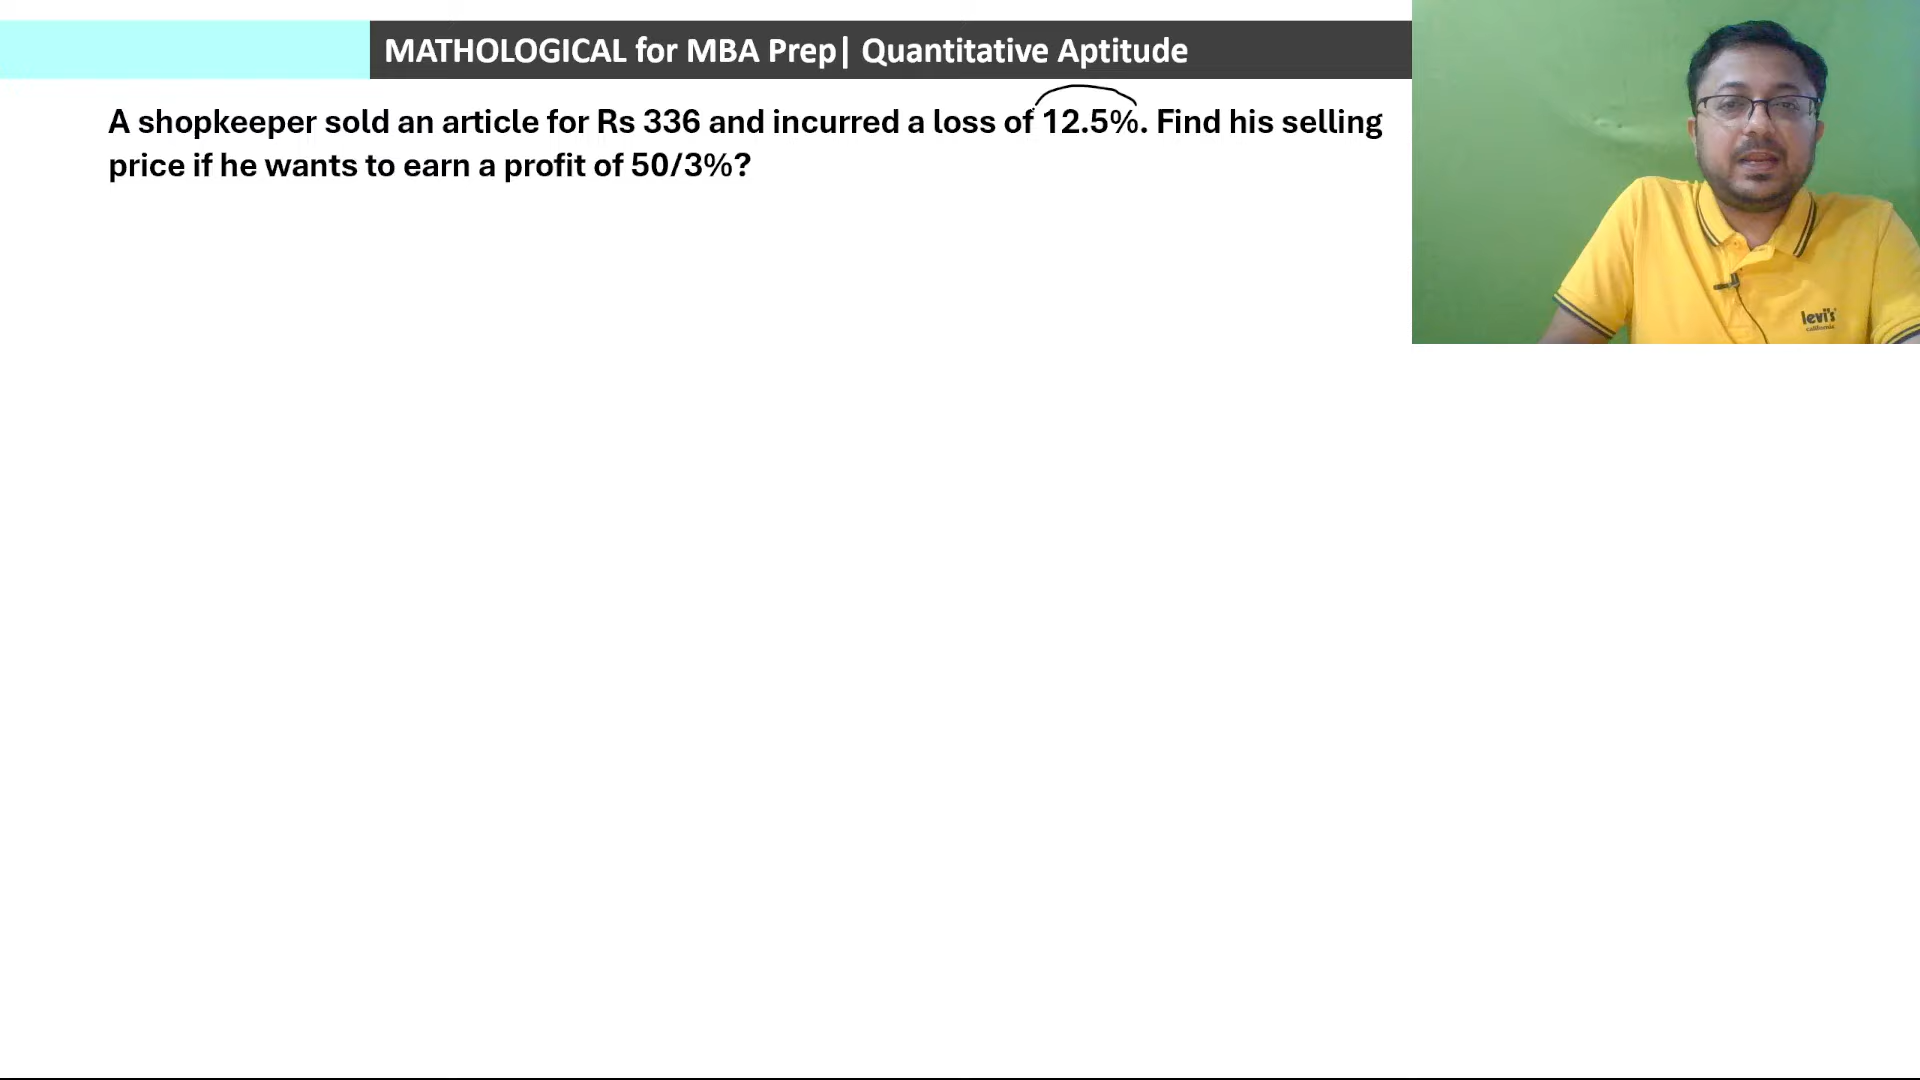 MATHOLOGICAL for MBA Prep| Quantitative Aptitude
A shopkeeper sold an article for Rs 336 and incurred a loss of 12.5%. Find his selling
price if he wants to earn a profit of 50/3%?
levi's
california